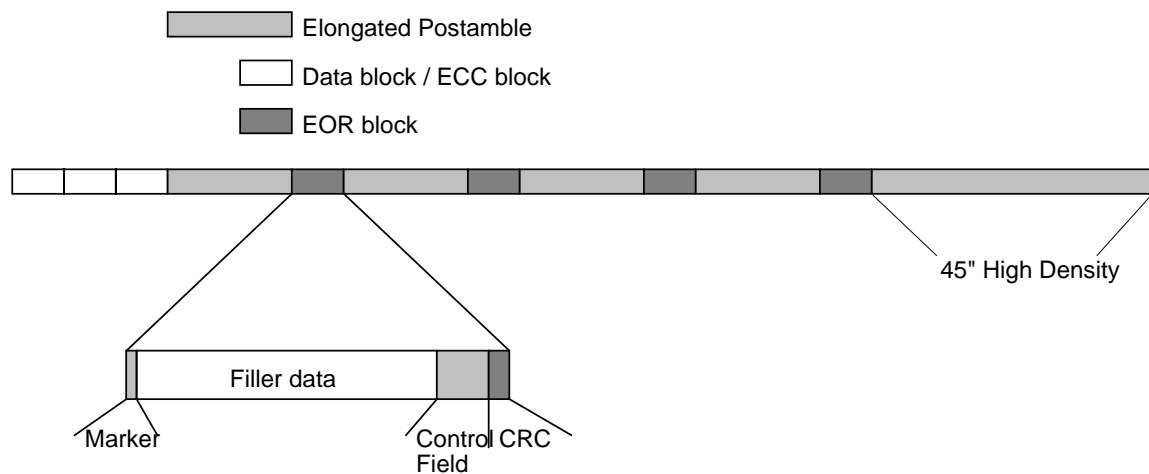 Elongated Postamble
Data block / ECC block
EOR block
45" High Density
Filler data
Marker
Control CRC
Field